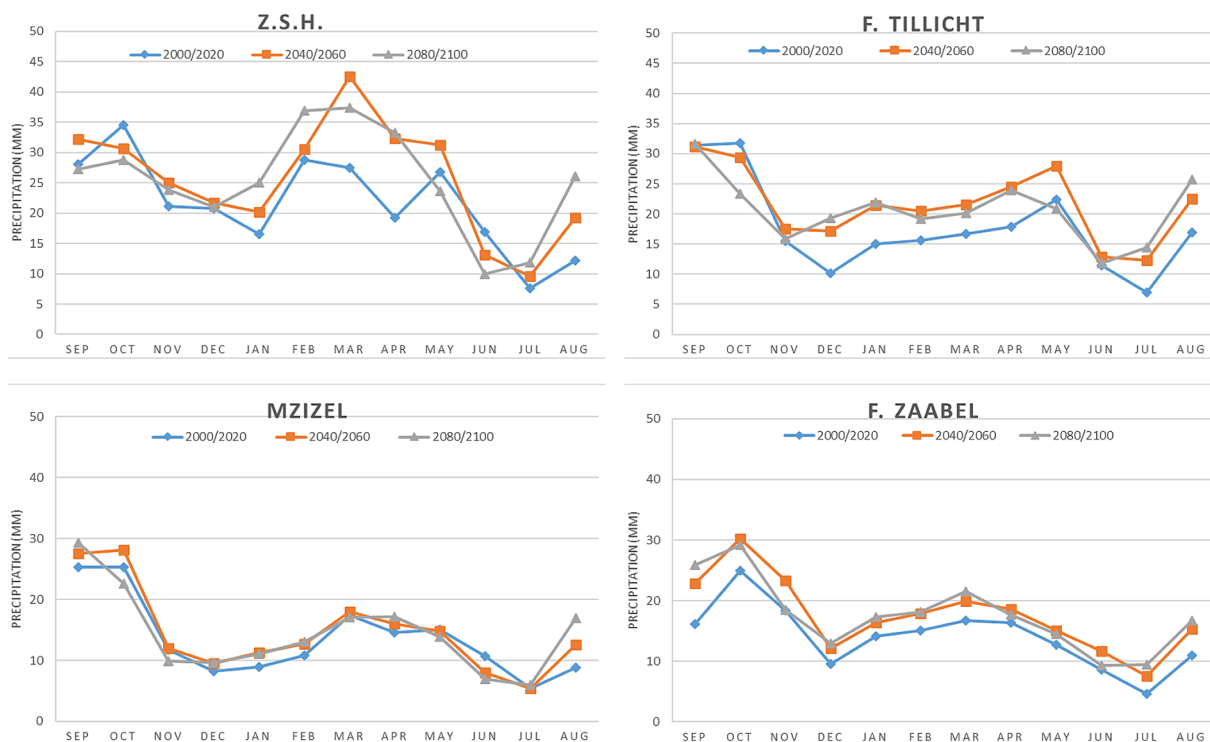 Z.S.H.
2000/2020 2040/2060 2080/2100
PRECIPITATION (MM)
50
45
40
35
30
25
20
15
10
5
0
SEP OCT NOV DEC JAN FEB MAR APR MAY JUN JUL AUG
F. TILLICHT
2000/2020 2040/2060 2080/2100
PRECIPITATION (MM)
50
45
40
35
30
25
20
15
10
5
0
SEP OCT NOV DEC JAN FEB MAR APR MAY JUN JUL AUG
MZIZEL
2000/2020 2040/2060 2080/2100
PRECIPITATION (MM)
50
40
30
20
10
0
SEP OCT NOV DEC JAN FEB MAR APR MAY JUN JUL AUG
F. ZAABEL
2000/2020 2040/2060 2080/2100
PRECIPITATION (MM)
50
40
30
20
10
0
SEP OCT NOV DEC JAN FEB MAR APR MAY JUN JUL AUG